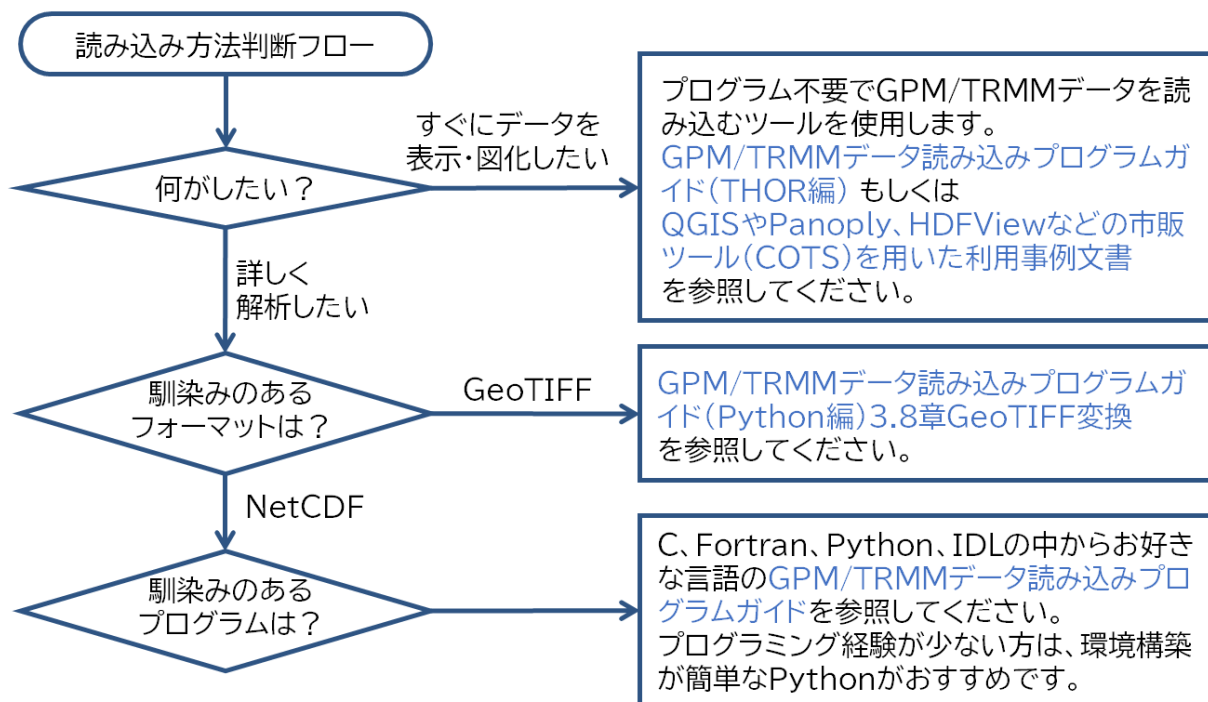 読み込み方法判断フロー
何がしたい？
すぐにデータを
表示・図化したい
プログラム不要でGPM/TRMMデータを読
み込むツールを使用します。
GPM/TRMMデータ読み込みプログラムガ
イド(THOR編) もしくは
QGISやPanoply、HDFViewなどの市販
ツール(COTS)を用いた利用事例文書
を参照してください。
詳しく
解析したい
馴染みのある
フォーマットは？
GeoTIFF
GPM/TRMMデータ読み込みプログラムガ
イド(Python編)3.8章GeoTIFF変換
を参照してください。
NetCDF
馴染みのある
プログラムは？
C、Fortran、Python、IDLの中からお好き
な言語のGPM/TRMMデータ読み込みプロ
グラムガイドを参照してください。
プログラミング経験が少ない方は、環境構築
が簡単なPythonがおすすめです。